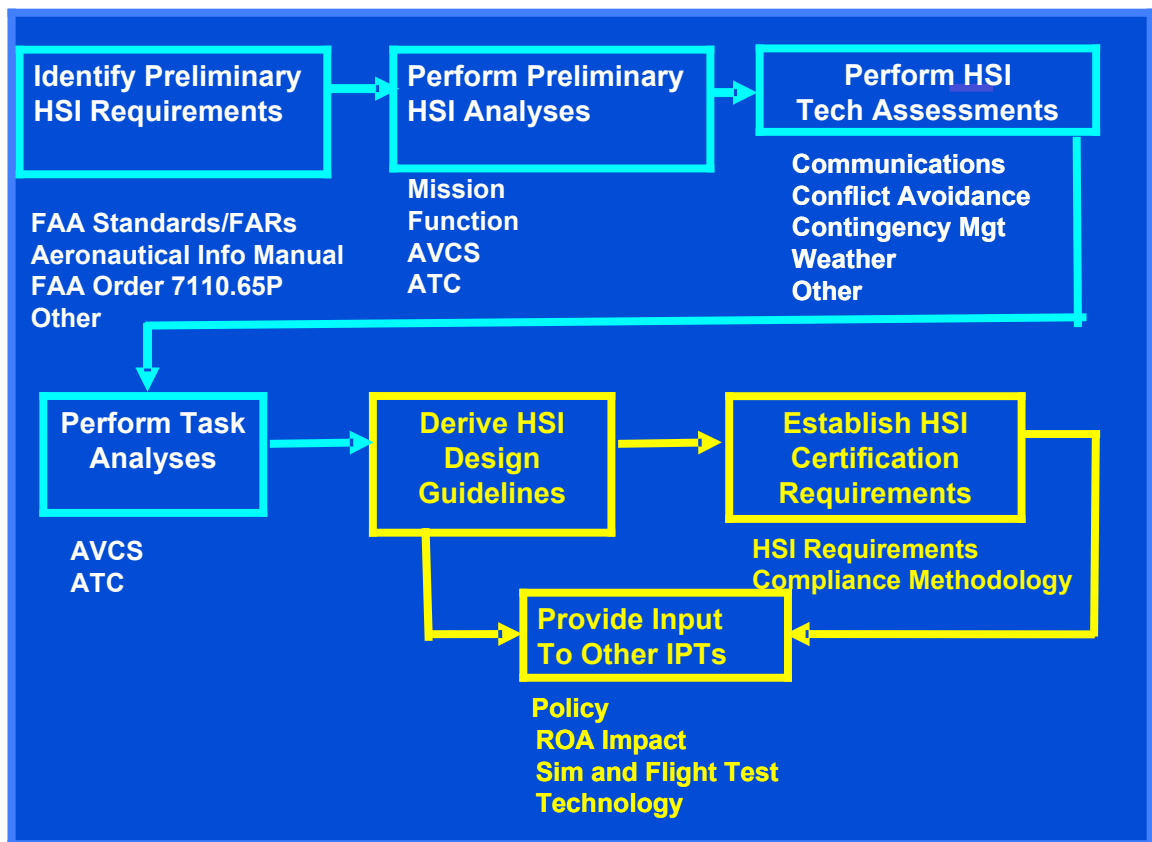 Identify Preliminary
HSI Requirements
FAA Standards/FARs
Aeronautical Info Manual
FAA Order 7110.65P
Other
Perform Preliminary
HSI Analyses
Mission
Function
AVCS
ATC
Perform HSI
Tech Assessments
Communications
Conflict Avoidance
Contingency Mgt
Weather
Other
Perform Task
Analyses
AVCS
ATC
Derive HSI
Design
Guidelines
Establish HSI
Certification
Requirements
HSI Requirements
Compliance Methodology
Provide Input
To Other IPTs
Policy
ROA Impact
Sim and Flight Test
Technology